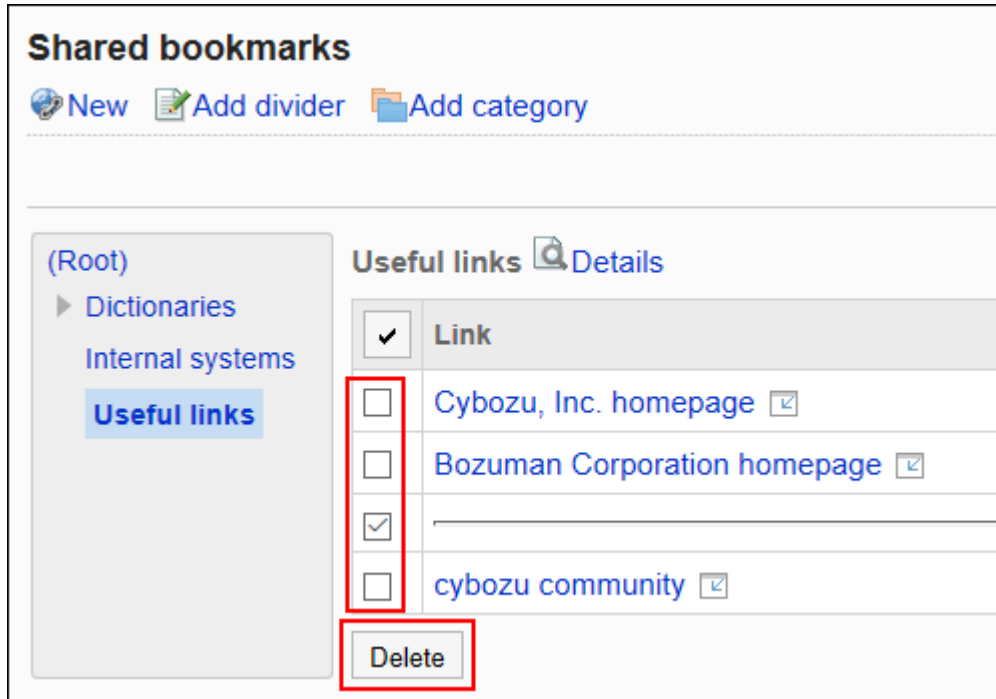 Shared bookmarks
New Add divider Add category
(Root)
Dictionaries
Internal systems
Useful links
Useful links Details
Link
Cybozu, Inc. homepage
Bozuman Corporation homepage
cybozu community
Delete